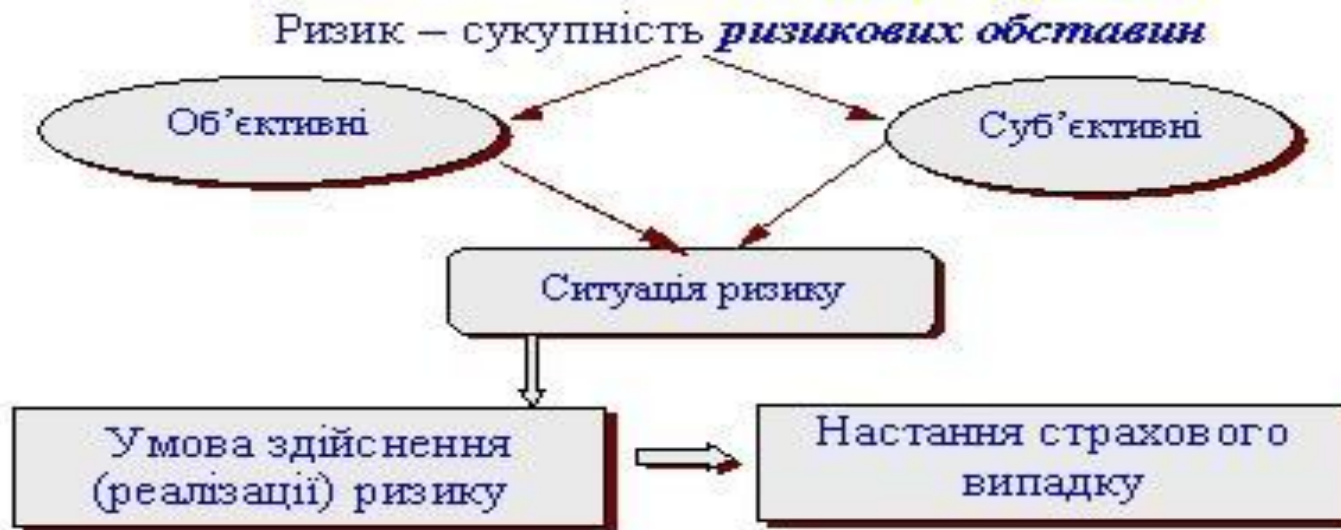 Ризик – сукупність ризикових обставин
Об’єктивні
Суб’єктивні
Ситуація ризику
Умова здійснення
(реалізації) ризику
Настання страхового
випадку